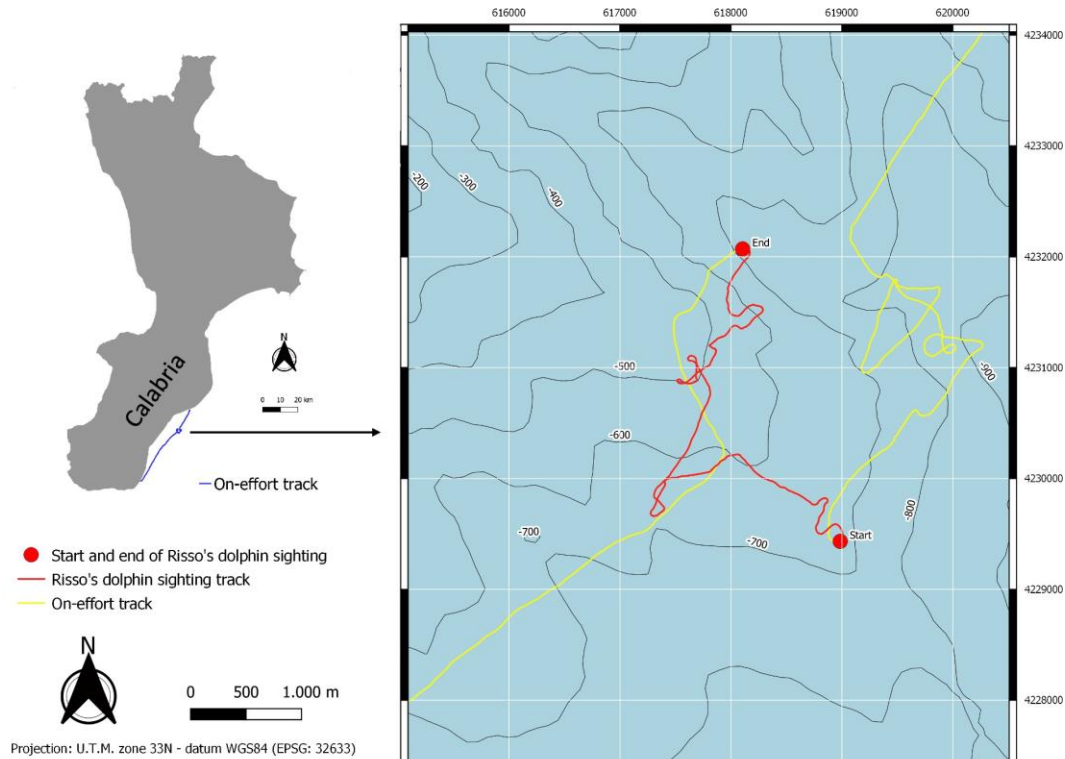 616000 617000 618000 619000 620000
4234000
4233000
4232000
4231000
4230000
4229000
4228000
-200
-300
-400
-500
-600
-700
-700
-800
-900
End
Start
Calabria
N
0 10 20 km
On-effort track
Start and end of Risso's dolphin sighting
Risso's dolphin sighting track
On-effort track
N
0 500 1.000 m
Projection: U.T.M. zone 33N - datum WGS84 (EPSG: 32633)